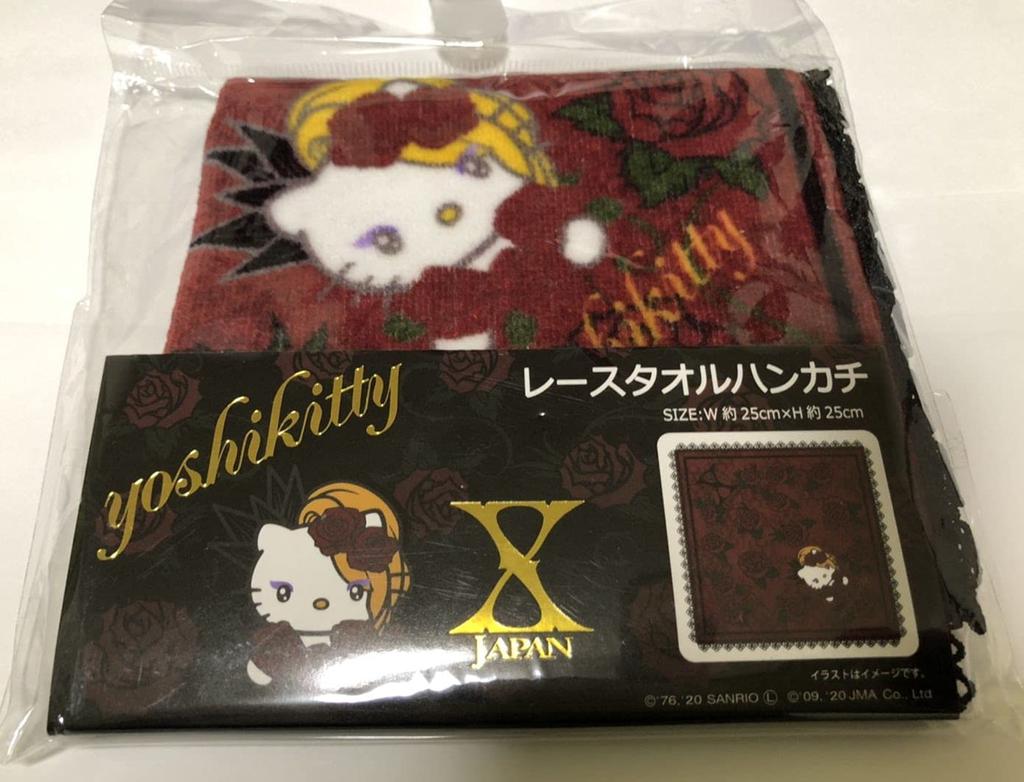 hikitty
yoshikitty
レースタオルハンカチ
SIZE:W 約 25cm×H 約 25cm
X
JAPAN
イラストはイメージです。
©'76,'20 SANRIO Ⓛ ©'09,'20 JMA Co., Ltd